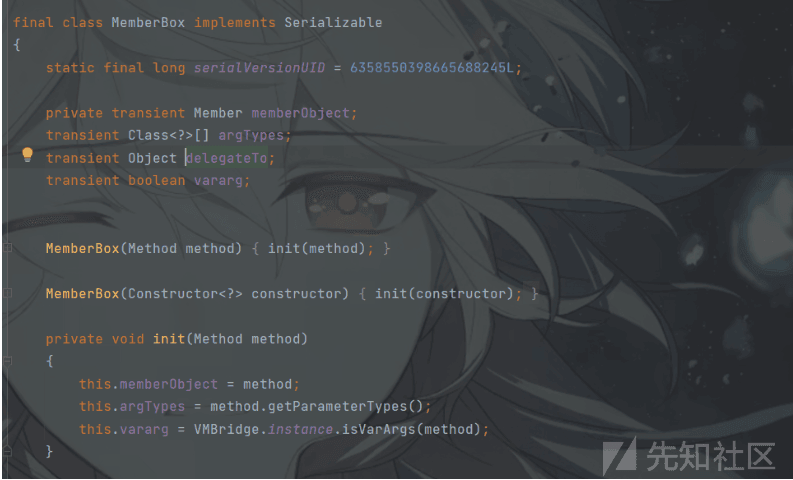 final class MemberBox implements Serializable
{
static final long serialVersionUID = 6358550398665688245L;
private transient Member memberObject;
transient Class<?>[] argTypes;
transient Object delegateTo;
transient boolean vararg;
MemberBox(Method method) { init(method); }
MemberBox(Constructor<?> constructor) { init(constructor); }
private void init(Method method)
{
this.memberObject = method;
this.argTypes = method.getParameterTypes();
this.vararg = VMBridge.instance.isVarArgs(method);
}
先知社区